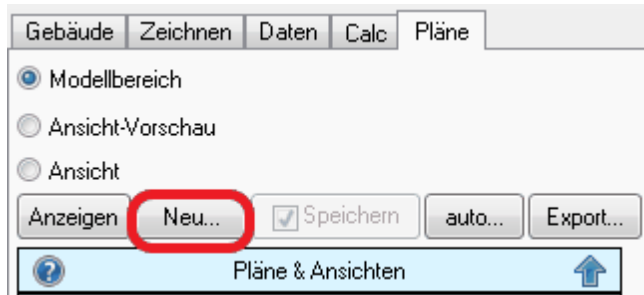 Gebäude Zeichnen Daten Calc Pläne
Modellbereich
Ansicht-Vorschau
Ansicht
Anzeigen Neu... Speichern auto... Export...
? Pläne & Ansichten